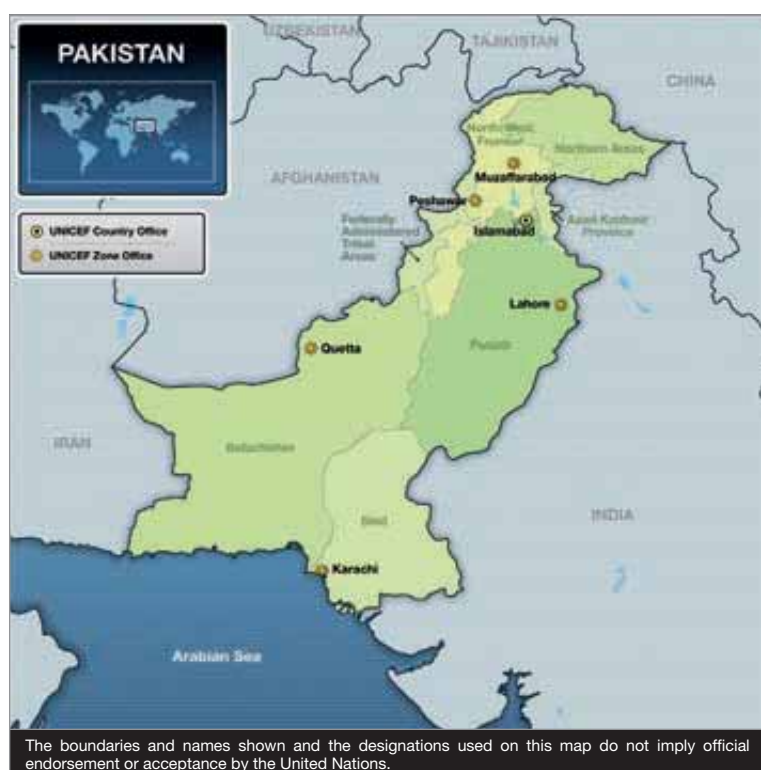 PAKISTAN
UZBEKISTAN
TAJIKISTAN
CHINA
AFGHANISTAN
North West
Frontier
Northern Areas
Muzaffarabad
Peshawar
UNICEF Country Office
UNICEF Zone Office
Federally
Administered
Tribal
Areas
Islamabad
Azad Kashmir
Province
Lahore
Punjab
Quetta
IRAN
Balochistan
Sind
INDIA
Karachi
Arabian Sea
The boundaries and names shown and the designations used on this map do not imply official
endorsement or acceptance by the United Nations.